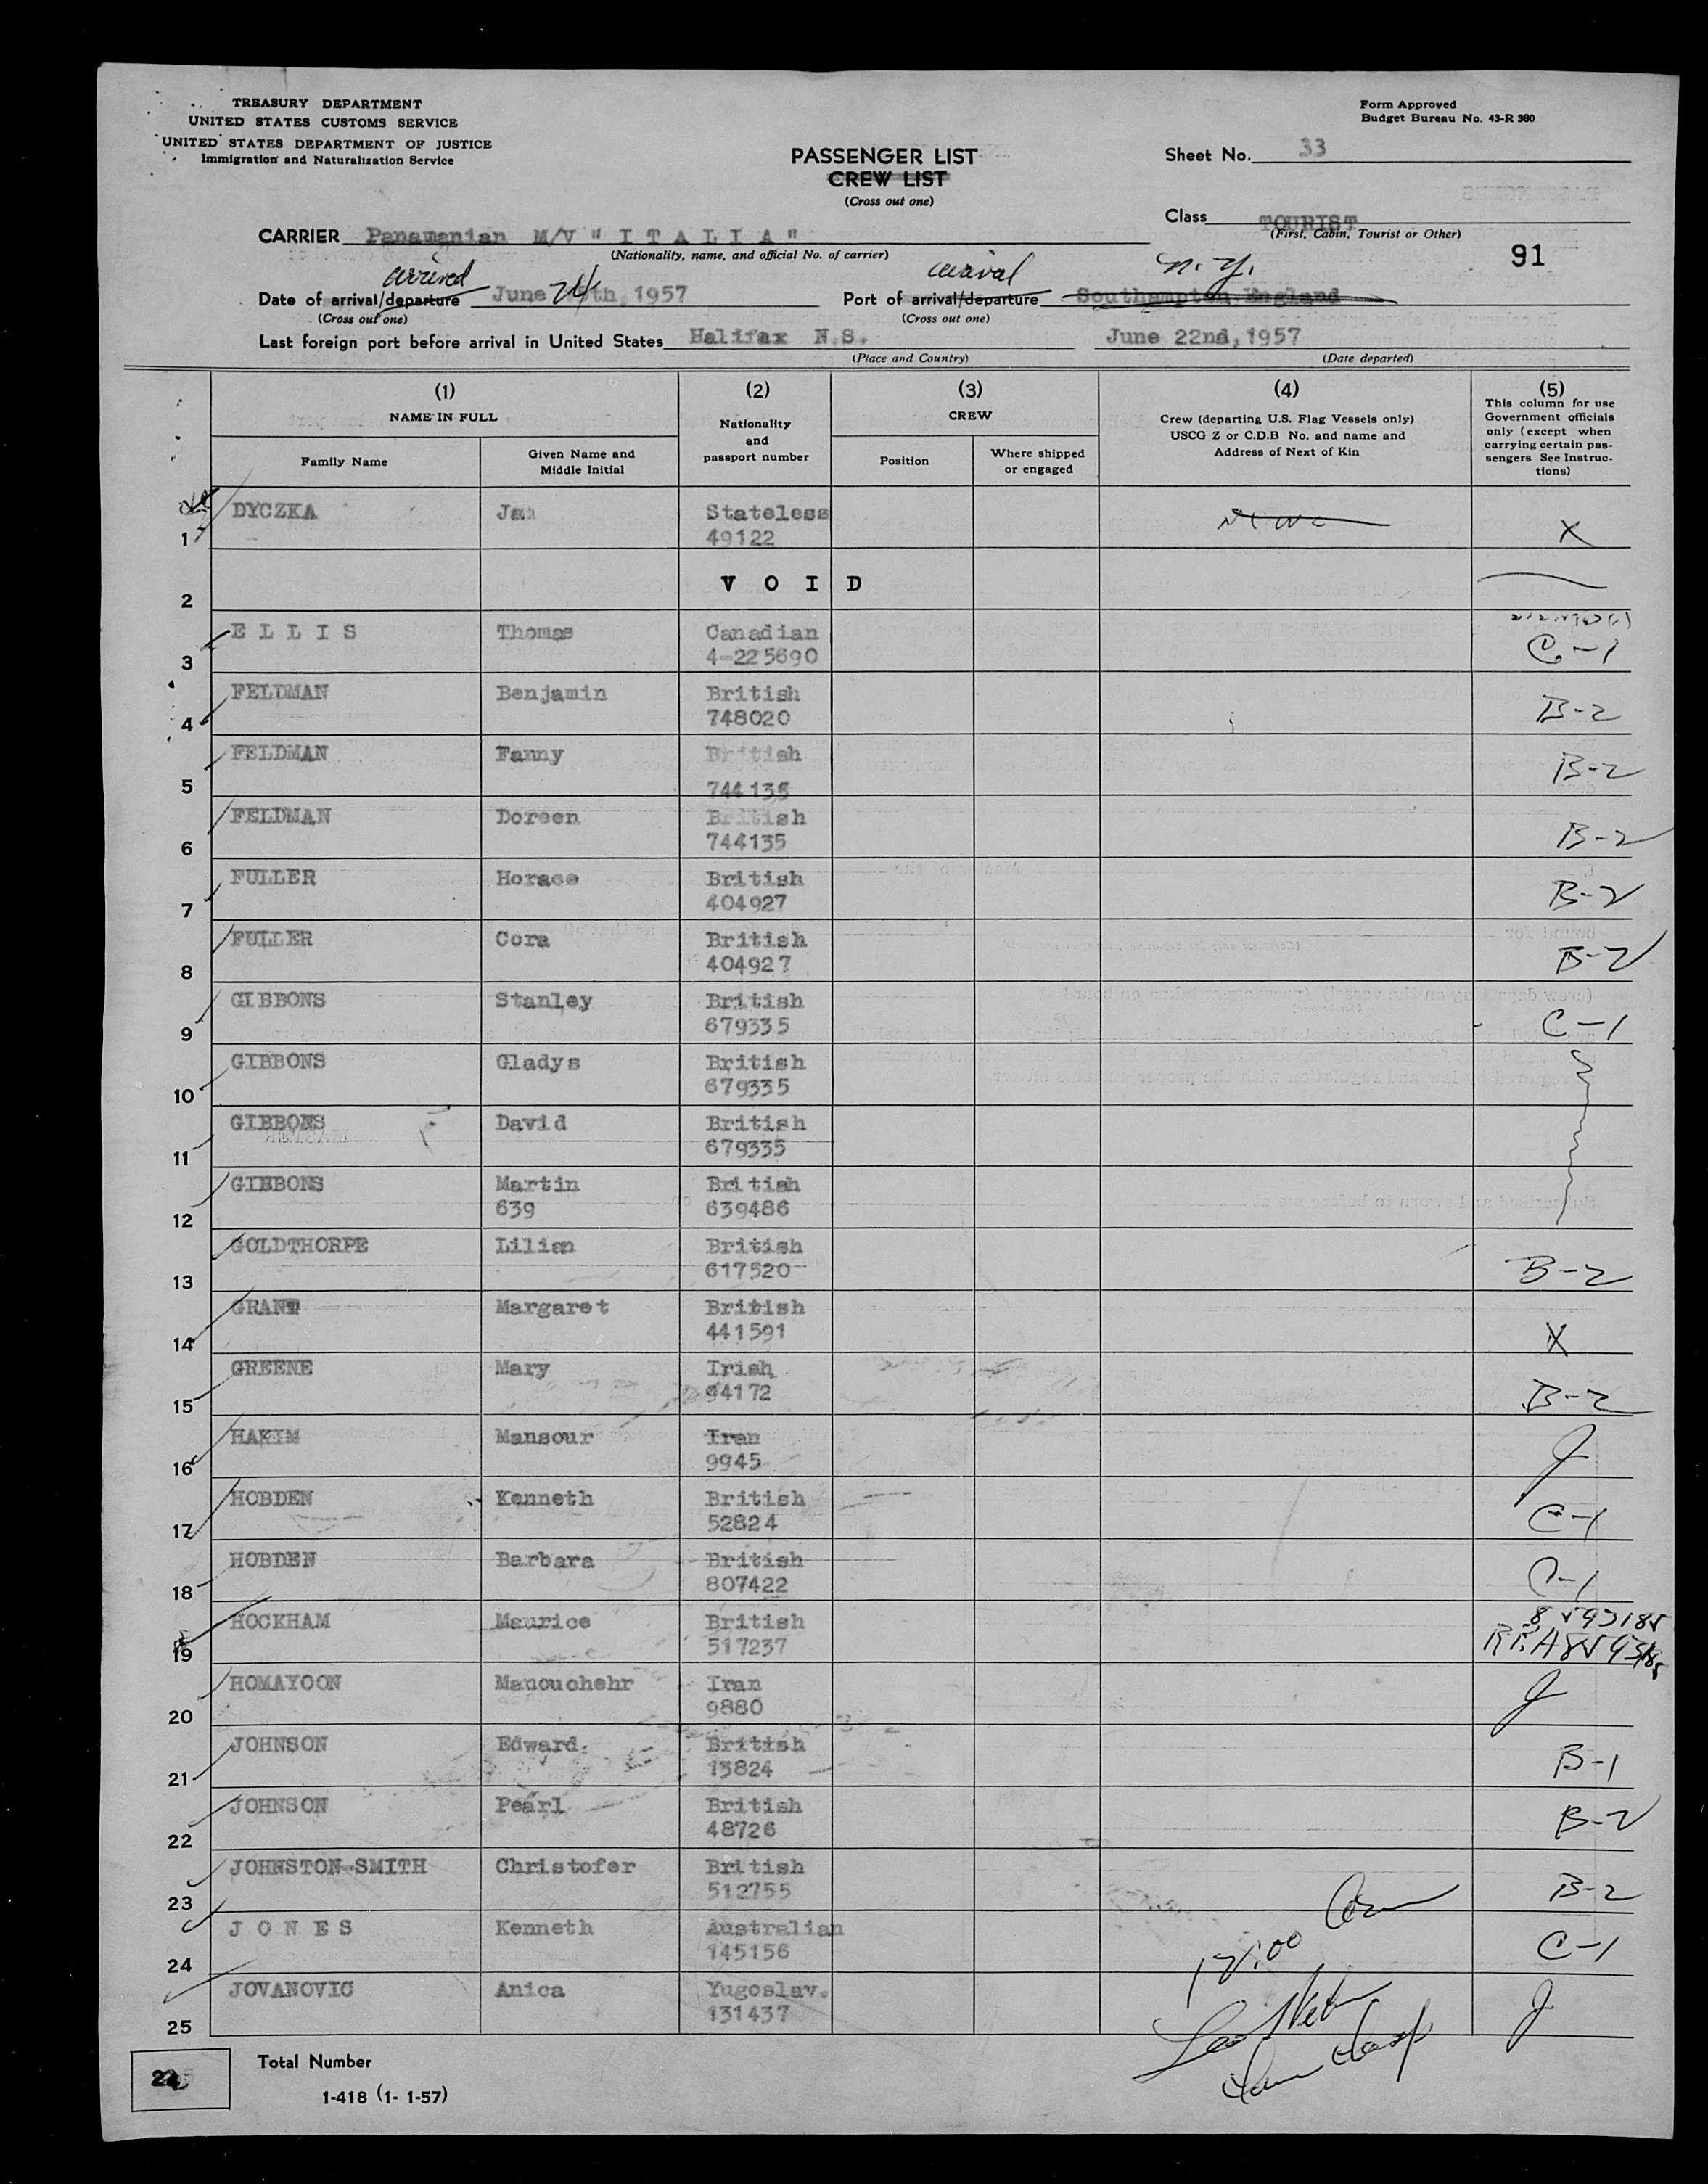 TREASURY DEPARTMENT
UNITED STATES CUSTOMS SERVICE
UNITED STATES DEPARTMENT OF JUSTICE
Immigration and Naturalization Service
Form Approved
Budget Bureau No. 43-R 380
PASSENGER LIST
CREW LIST
(Cross out one)
Sheet No. 33
Class TOURIST
(First, Cabin, Tourist or Other)
CARRIER Panamanian M/V " I T A L I A "
(Nationality, name, and official No. of carrier)
91
arrived
arrival
N. Y.
Date of arrival/departure June 24th, 1957
Port of arrival/departure Southampton, England
(Cross out one)
(Cross out one)
Last foreign port before arrival in United States Halifax N.S. June 22nd, 1957
(Place and Country)
(Date departed)
(1)
NAME IN FULL
Family Name
Given Name and
Middle Initial
(2)
Nationality
and
passport number
(3)
CREW
Position
Where shipped
or engaged
(4)
Crew (departing U.S. Flag Vessels only)
USCG Z or C.D.B No. and name and
Address of Next of Kin
(5)
This column for use
Government officials
only (except when
carrying certain pas-
sengers See Instruc-
tions)
1 DYCZKA Jan Stateless 49122 X
2 V O I D
3 E L L I S Thomas Canadian 4-225690 C-1
4 FELDMAN Benjamin British 748020 B-2
5 FELDMAN Fanny British 744135 B-2
6 FELDMAN Doreen British 744135 B-2
7 FULLER Horace British 404927 B-2
8 FULLER Cora British 404927 B-2
9 GIBBONS Stanley British 679335 C-1
10 GIBBONS Gladys British 679335
11 GIBBONS David British 679335
12 GIBBONS Martin 639 British 639486
13 GOLDTHORPE Lilian British 617520 B-2
14 GRANT Margaret British 441591 X
15 GREENE Mary Irish 94172 B-2
16 HAKIM Mansour Iran 9945 J
17 HOBDEN Kenneth British 52824 C-1
18 HOBDEN Barbara British 807422 C-1
19 HOCKHAM Maurice British 517237
20 HOMAYOON Manouchehr Iran 9880 J
21 JOHNSON Edward British 13824 B-1
22 JOHNSON Pearl British 48726 B-2
23 JOHNSTON-SMITH Christofer British 512755 B-2
24 J O N E S Kenneth Australian 145156 C-1
25 JOVANOVIC Anica Yugoslav. 131437 J
12:00
Total Number
1-418 (1- 1-57)